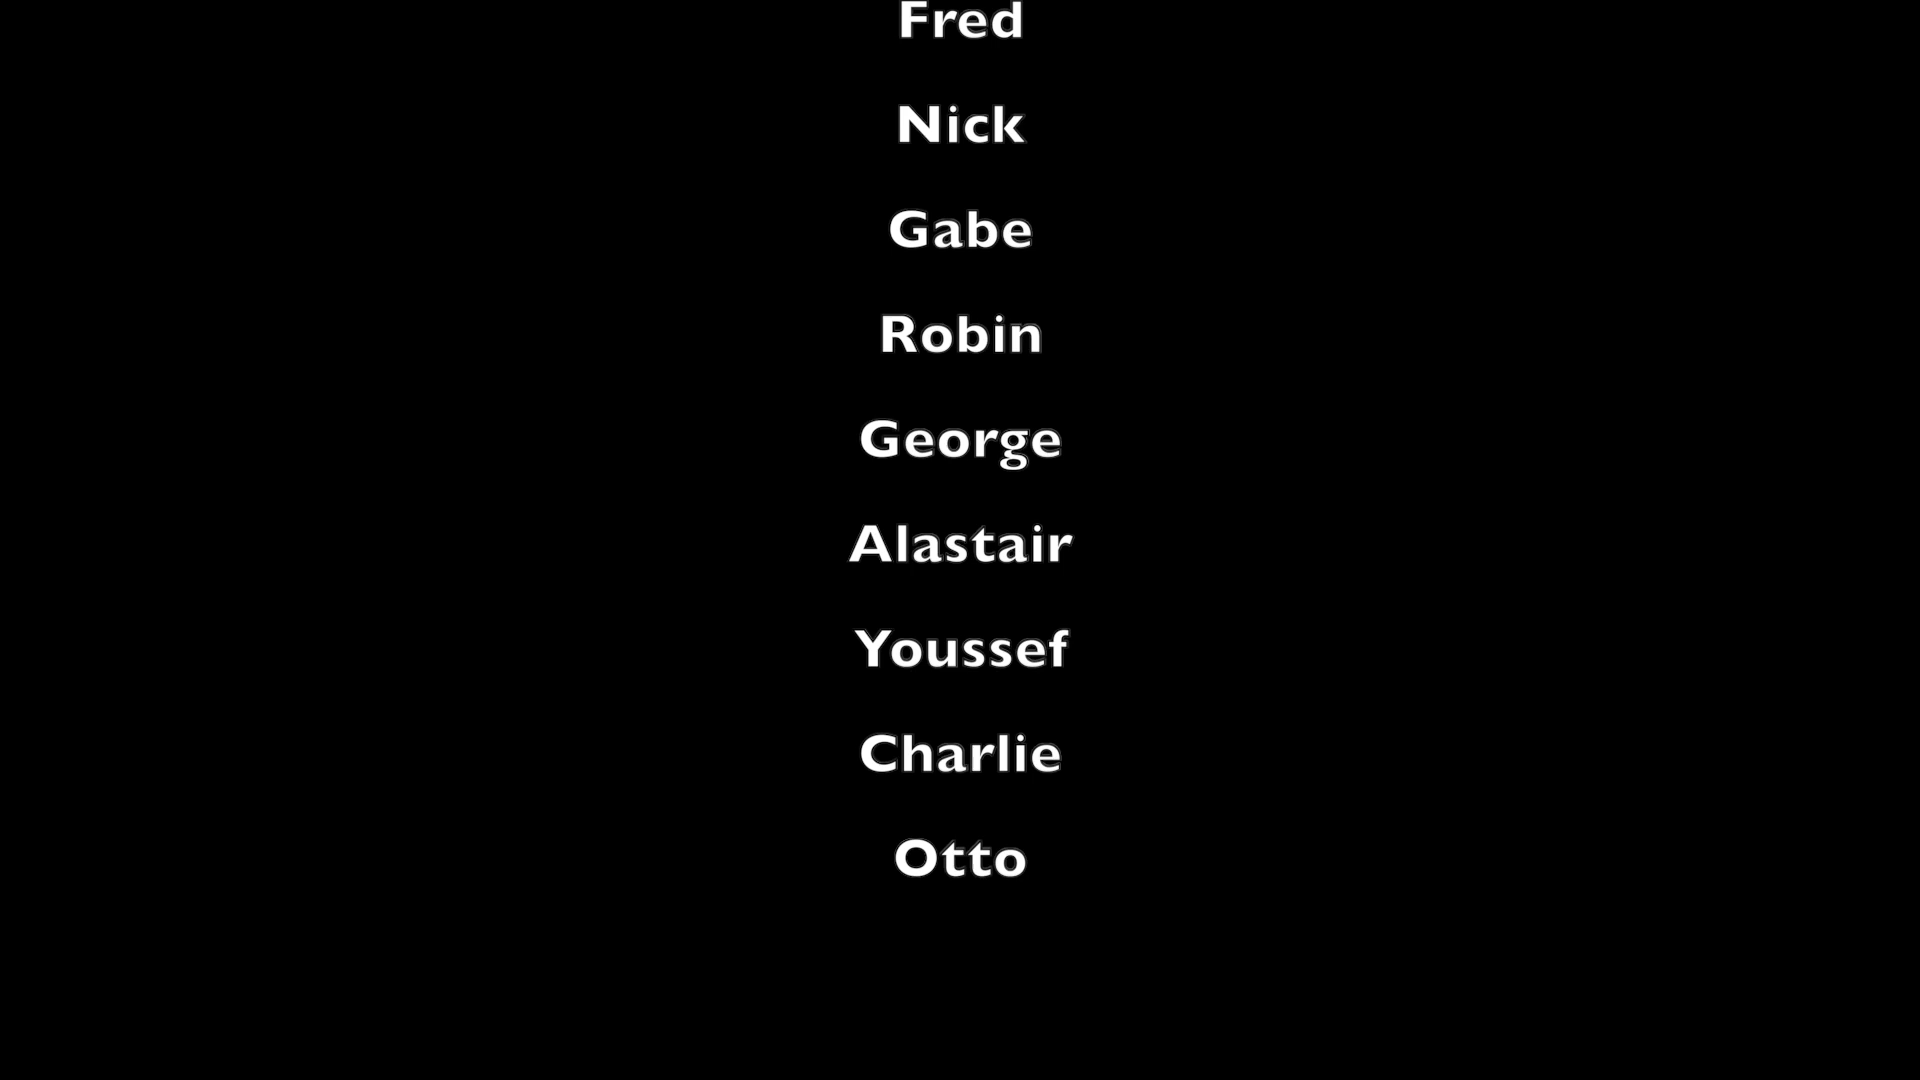 Fred
Nick
Gabe
Robin
George
Alastair
Youssef
Charlie
Otto